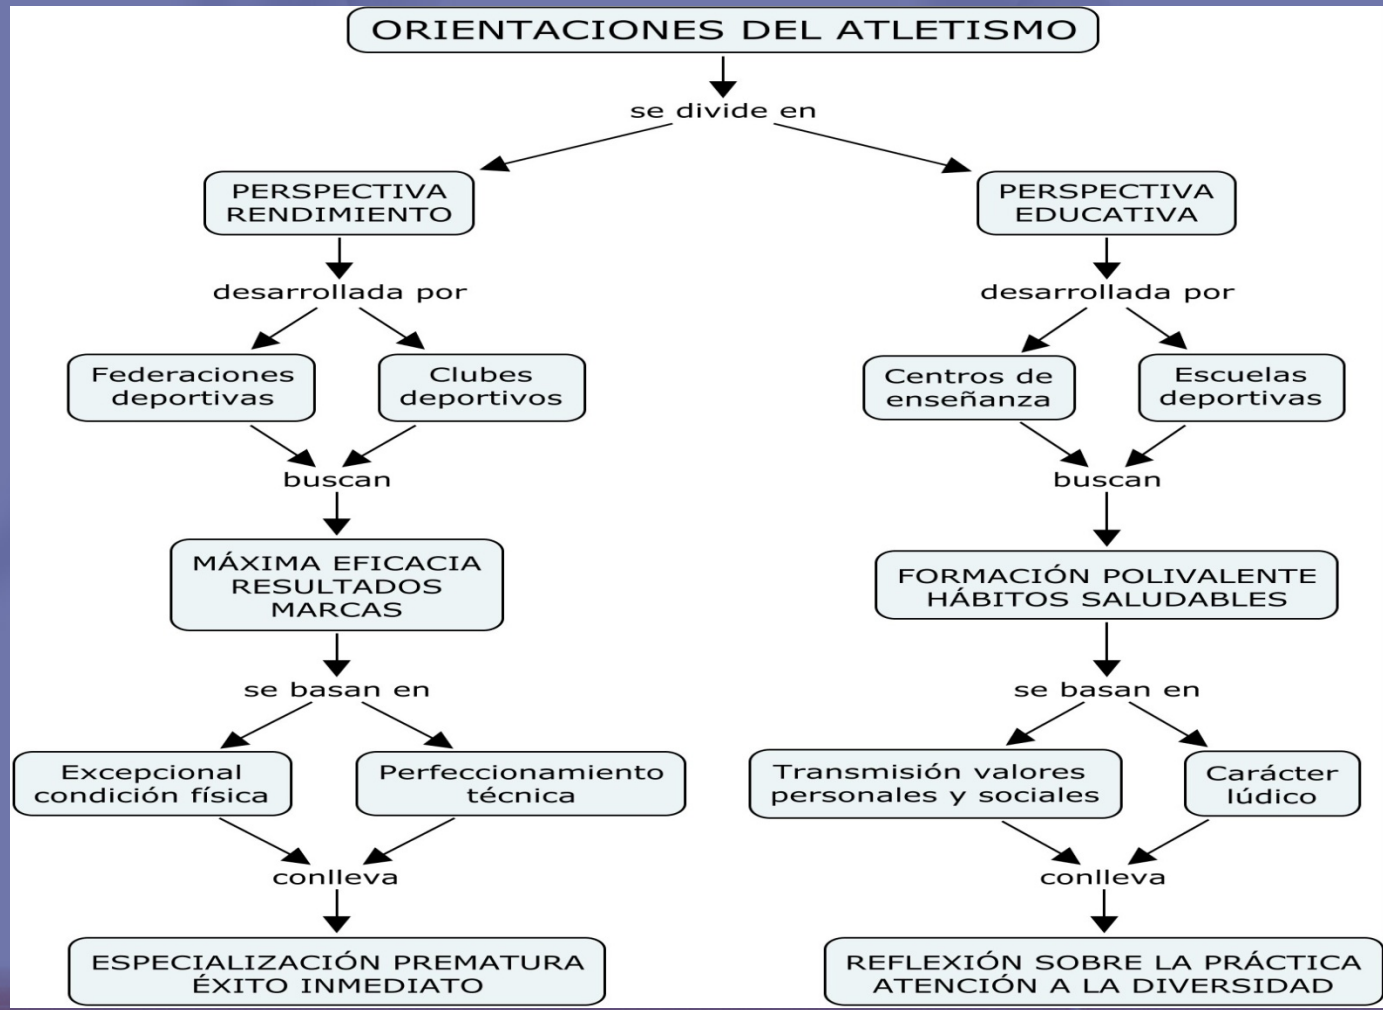 ORIENTACIONES DEL ATLETISMO
se divide en
PERSPECTIVA
RENDIMIENTO
desarrollada por
Federaciones
deportivas
Clubes
deportivos
buscan
MÁXIMA EFICACIA
RESULTADOS
MARCAS
se basan en
Excepcional
condición física
Perfeccionamiento
técnica
conlleva
ESPECIALIZACIÓN PREMATURA
ÉXITO INMEDIATO
PERSPECTIVA
EDUCATIVA
desarrollada por
Centros de
enseñanza
Escuelas
deportivas
buscan
FORMACIÓN POLIVALENTE
HÁBITOS SALUDABLES
se basan en
Transmisión valores
personales y sociales
Carácter
lúdico
conlleva
REFLEXIÓN SOBRE LA PRÁCTICA
ATENCIÓN A LA DIVERSIDAD